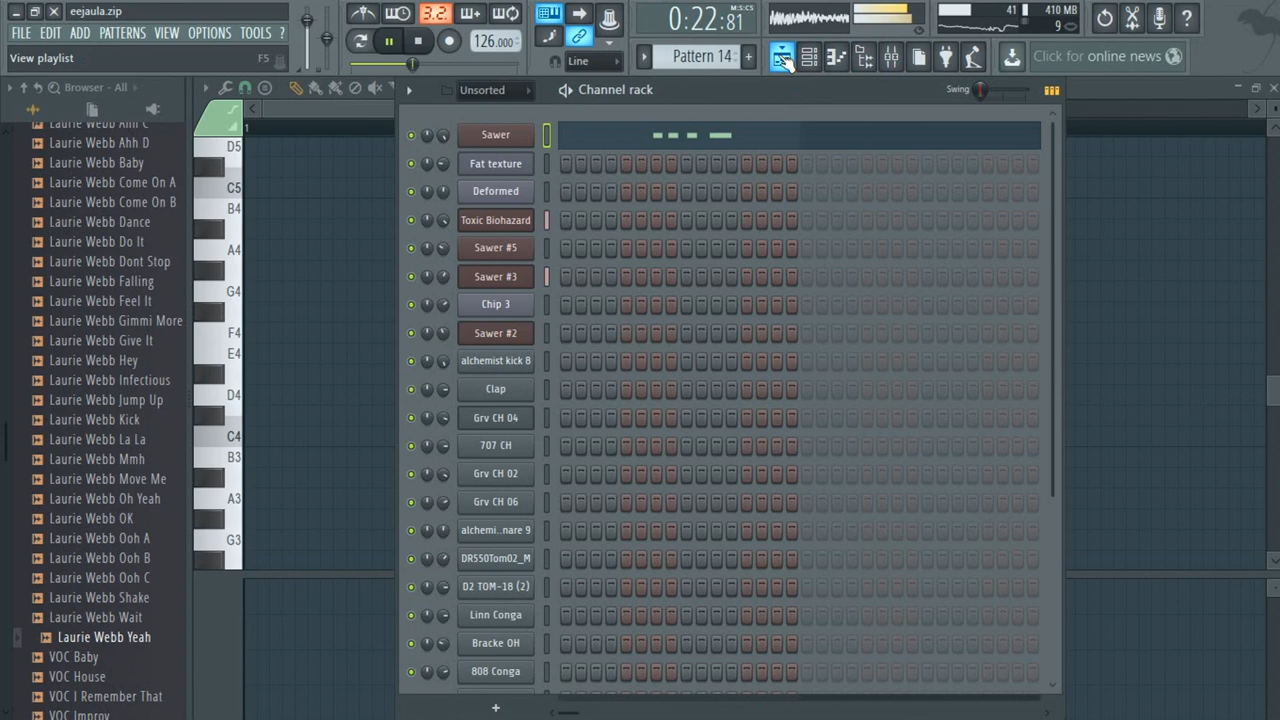 eejaula.zip
FILE EDIT ADD PATTERNS VIEW OPTIONS TOOLS ?
View playlist F5
3.2
126.000
Line
M:S:CS
0:22:81
Pattern 14
41
410 MB
9
Click for online news
Browser - All
Unsorted
Channel rack
Swing
1
Laurie Webb Ahh C
Laurie Webb Ahh D
Laurie Webb Baby
Laurie Webb Come On A
Laurie Webb Come On B
Laurie Webb Dance
Laurie Webb Do It
Laurie Webb Dont Stop
Laurie Webb Falling
Laurie Webb Feel It
Laurie Webb Gimmi More
Laurie Webb Give It
Laurie Webb Hey
Laurie Webb Infectious
Laurie Webb Jump Up
Laurie Webb Kick
Laurie Webb La La
Laurie Webb Mmh
Laurie Webb Move Me
Laurie Webb Oh Yeah
Laurie Webb OK
Laurie Webb Ooh A
Laurie Webb Ooh B
Laurie Webb Ooh C
Laurie Webb Shake
Laurie Webb Wait
Laurie Webb Yeah
VOC Baby
VOC House
VOC I Remember That
VOC Improv
D5
C5
B4
A4
G4
F4
E4
D4
C4
B3
A3
G3
Sawer
Fat texture
Deformed
Toxic Biohazard
Sawer #5
Sawer #3
Chip 3
Sawer #2
alchemist kick 8
Clap
Grv CH 04
707 CH
Grv CH 02
Grv CH 06
alchemi..nare 9
DR550Tom02_M
D2 TOM-18 (2)
Linn Conga
Bracke OH
808 Conga
+